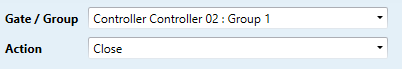 Gate / Group Controller Controller 02 : Group 1
Action Close